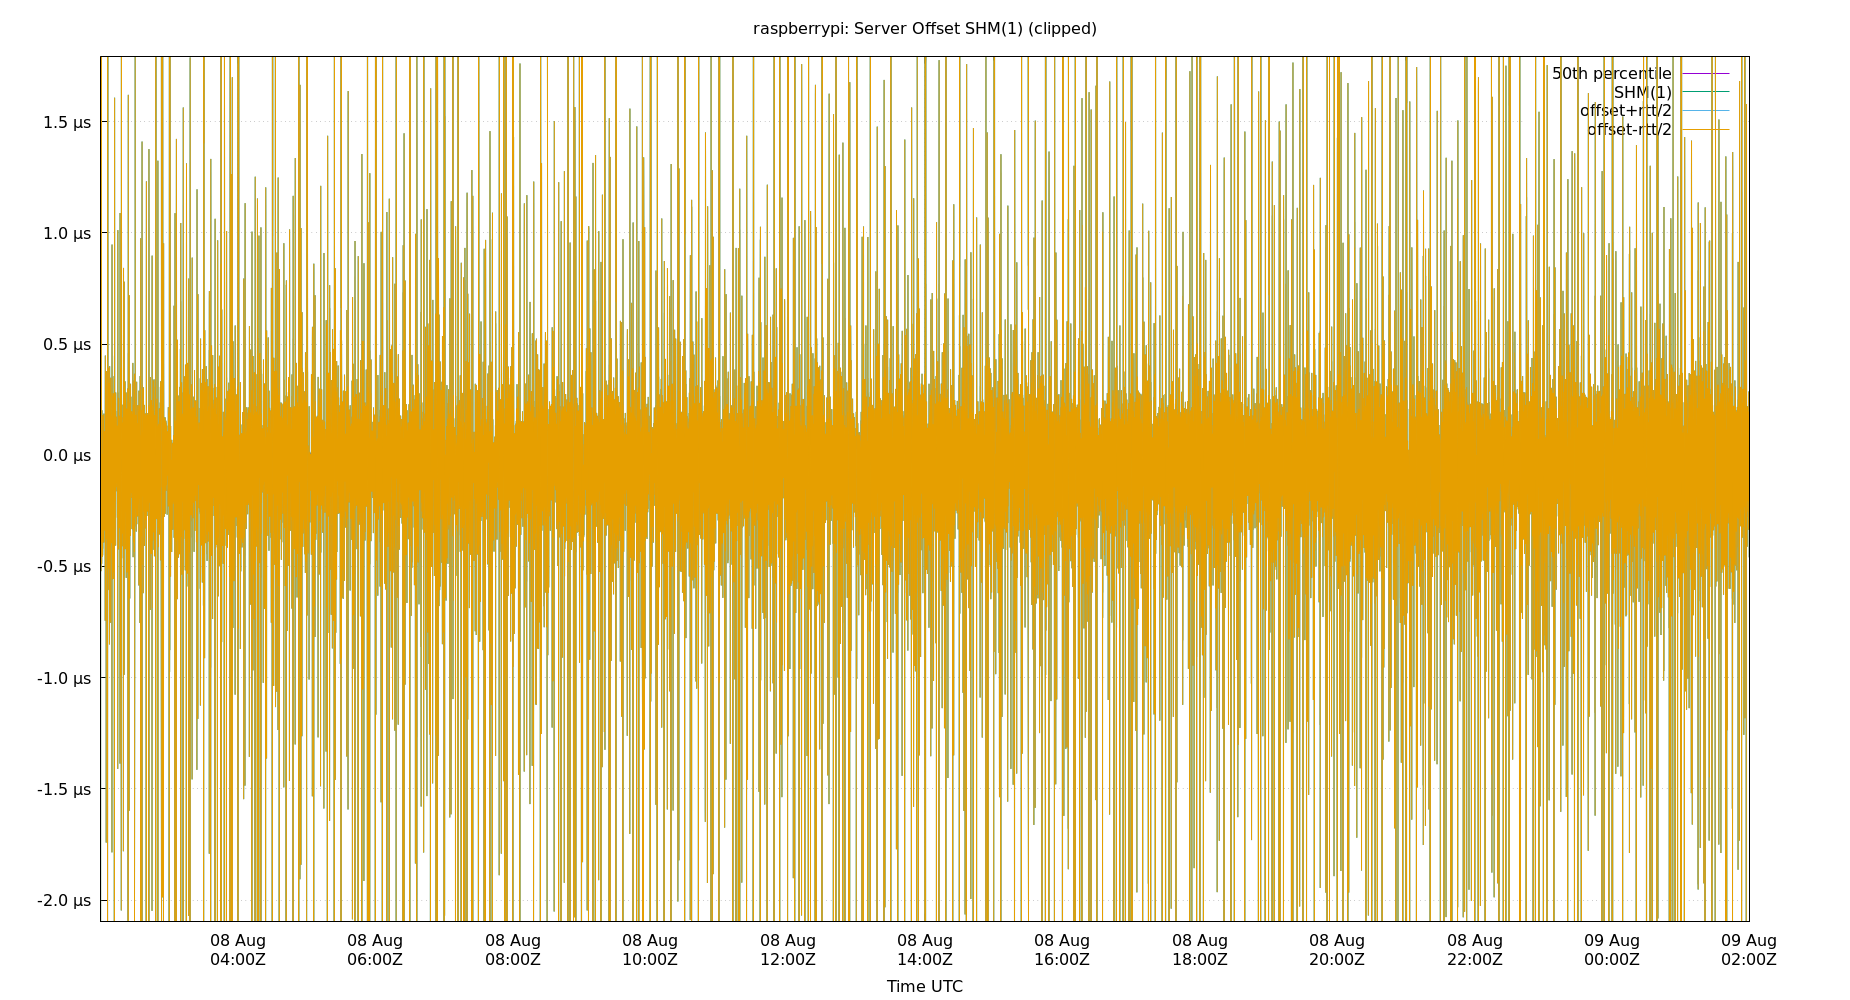 raspberrypi: Server Offset SHM(1) (clipped)
50th percentile
SHM(1)
offset+rtt/2
offset-rtt/2
1.5 µs
1.0 µs
0.5 µs
0.0 µs
-0.5 µs
-1.0 µs
-1.5 µs
-2.0 µs
08 Aug 08 Aug 08 Aug 08 Aug 08 Aug 08 Aug 08 Aug 08 Aug 08 Aug 08 Aug 09 Aug 09 Aug
04:00Z 06:00Z 08:00Z 10:00Z 12:00Z 14:00Z 16:00Z 18:00Z 20:00Z 22:00Z 00:00Z 02:00Z
Time UTC